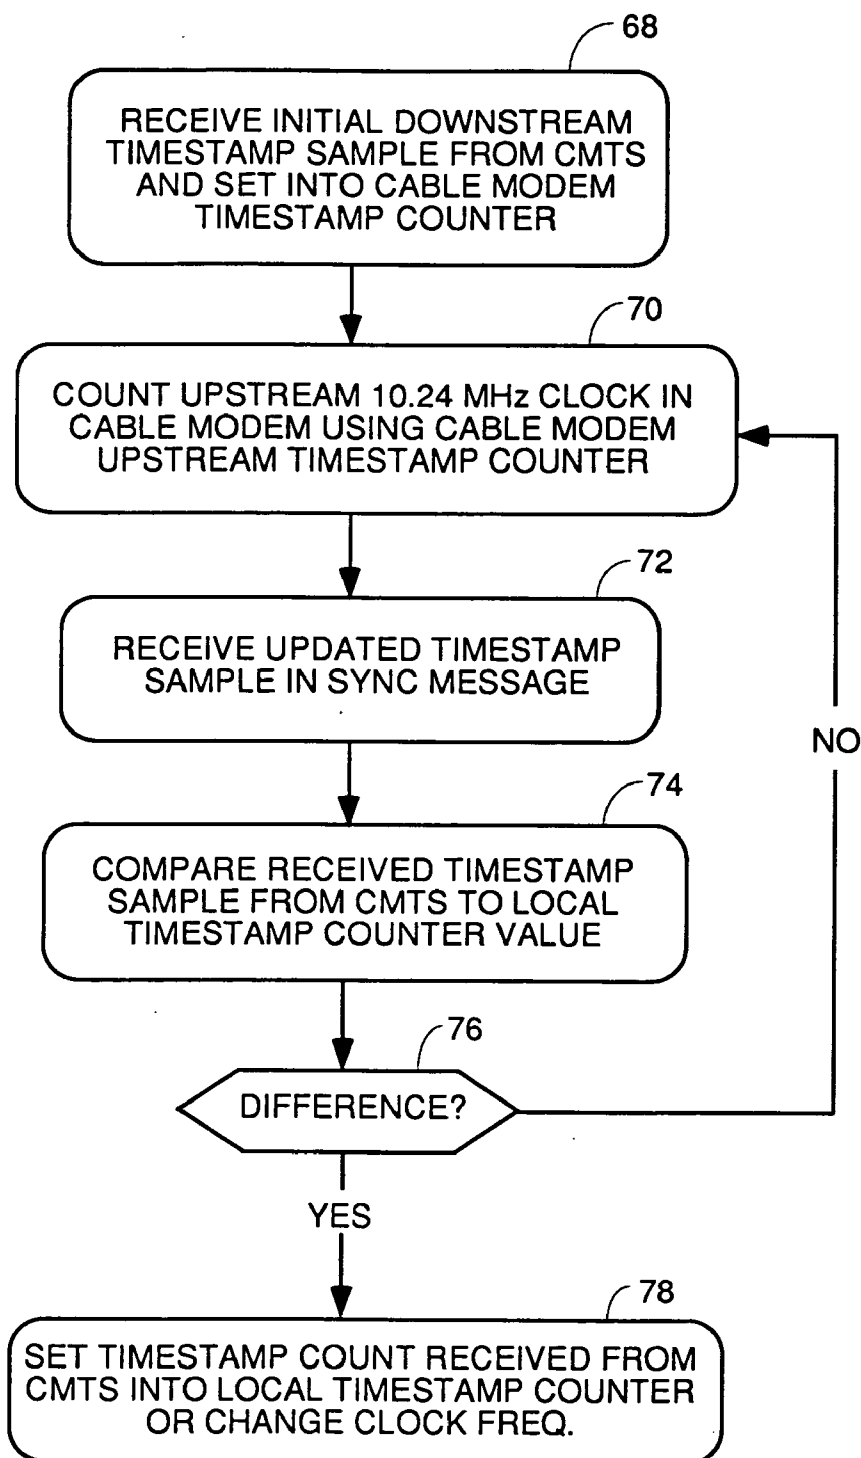 68
RECEIVE INITIAL DOWNSTREAM
TIMESTAMP SAMPLE FROM CMTS
AND SET INTO CABLE MODEM
TIMESTAMP COUNTER
70
COUNT UPSTREAM 10.24 MHz CLOCK IN
CABLE MODEM USING CABLE MODEM
UPSTREAM TIMESTAMP COUNTER
72
RECEIVE UPDATED TIMESTAMP
SAMPLE IN SYNC MESSAGE
NO
74
COMPARE RECEIVED TIMESTAMP
SAMPLE FROM CMTS TO LOCAL
TIMESTAMP COUNTER VALUE
76
DIFFERENCE?
YES
78
SET TIMESTAMP COUNT RECEIVED FROM
CMTS INTO LOCAL TIMESTAMP COUNTER
OR CHANGE CLOCK FREQ.